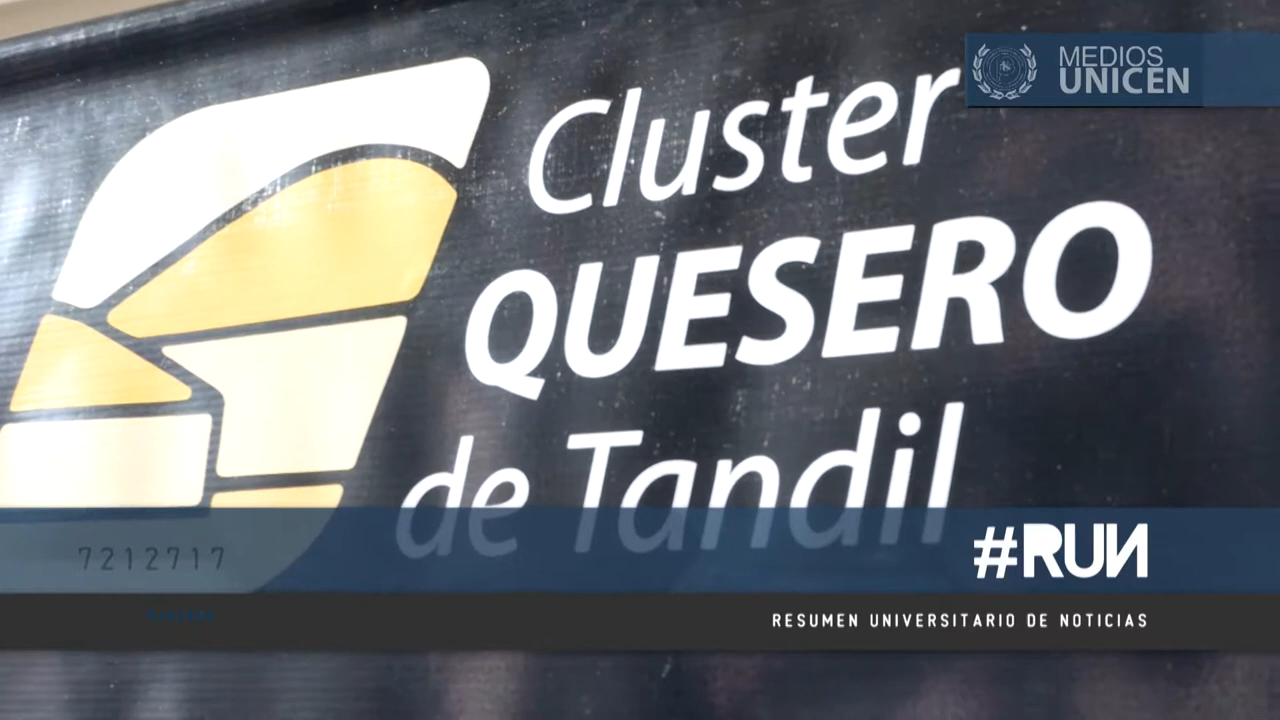 MEDIOS
UNICEN
Cluster
QUESERO
de Tandil
7212717
#RUN
RESUMEN UNIVERSITARIO DE NOTICIAS